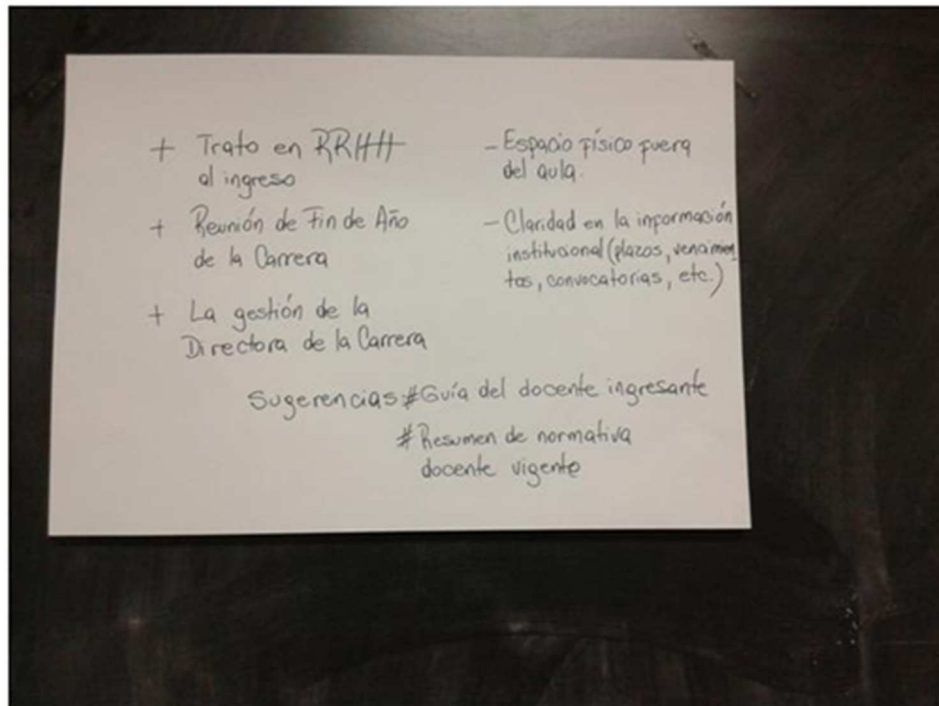 + Trato en RRHH
al ingreso
+ Reunión de Fin de Año
de la Carrera
+ La gestión de la
Directora de la Carrera
- Espacio físico fuera
del aula.
- Claridad en la información
institucional (plazos, vencimien
tos, convocatorias, etc.)
Sugerencias: #Guía del docente ingresante
# Resumen de normativa
docente vigente